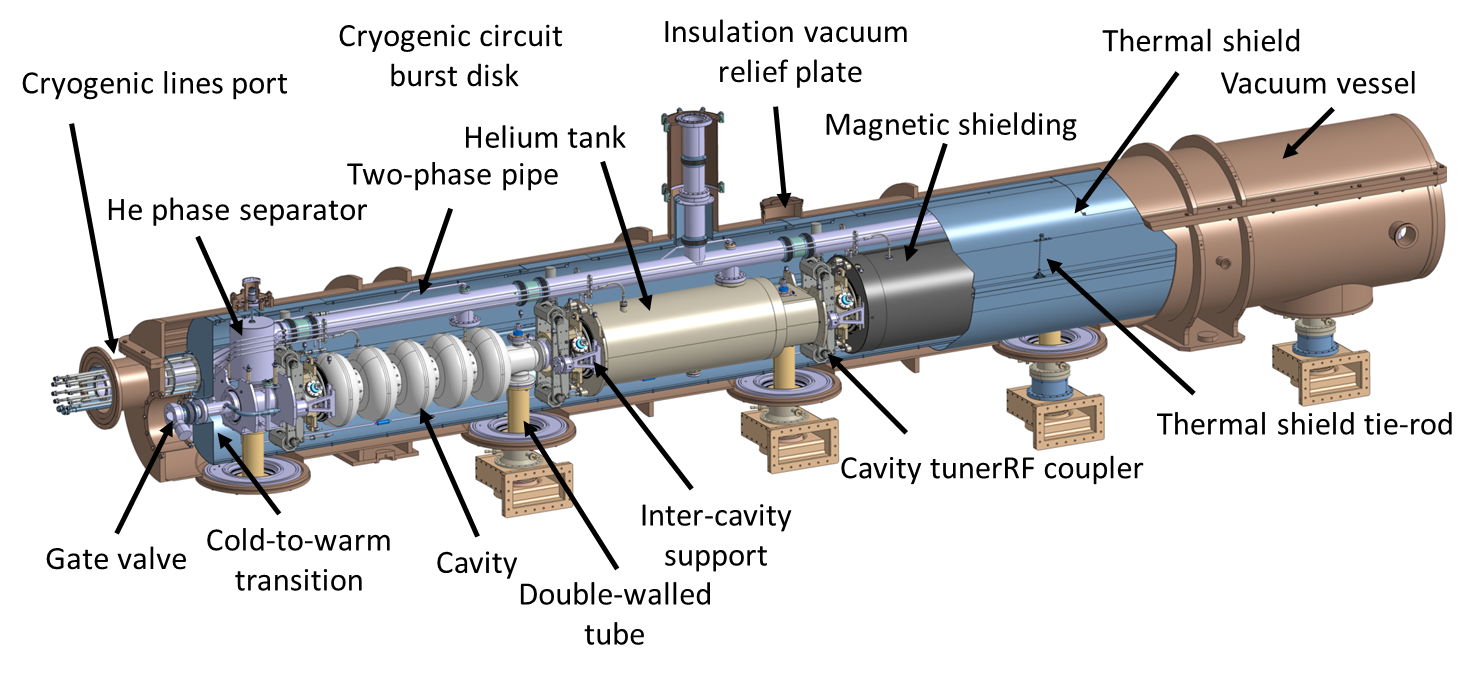 Cryogenic circuit
burst disk
Insulation vacuum
relief plate
Thermal shield
Cryogenic lines port
Vacuum vessel
Helium tank
Magnetic shielding
Two-phase pipe
He phase separator
Thermal shield tie-rod
Cavity tunerRF coupler
Inter-cavity
support
Gate valve
Cold-to-warm
transition
Cavity
Double-walled
tube